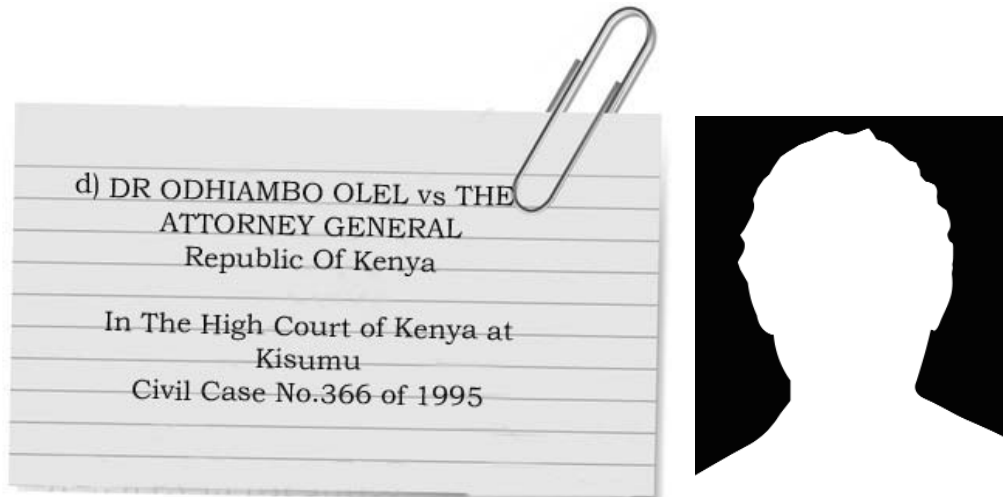 d) DR ODHIAMBO OLEL vs THE
ATTORNEY GENERAL
Republic Of Kenya
In The High Court of Kenya at
Kisumu
Civil Case No.366 of 1995